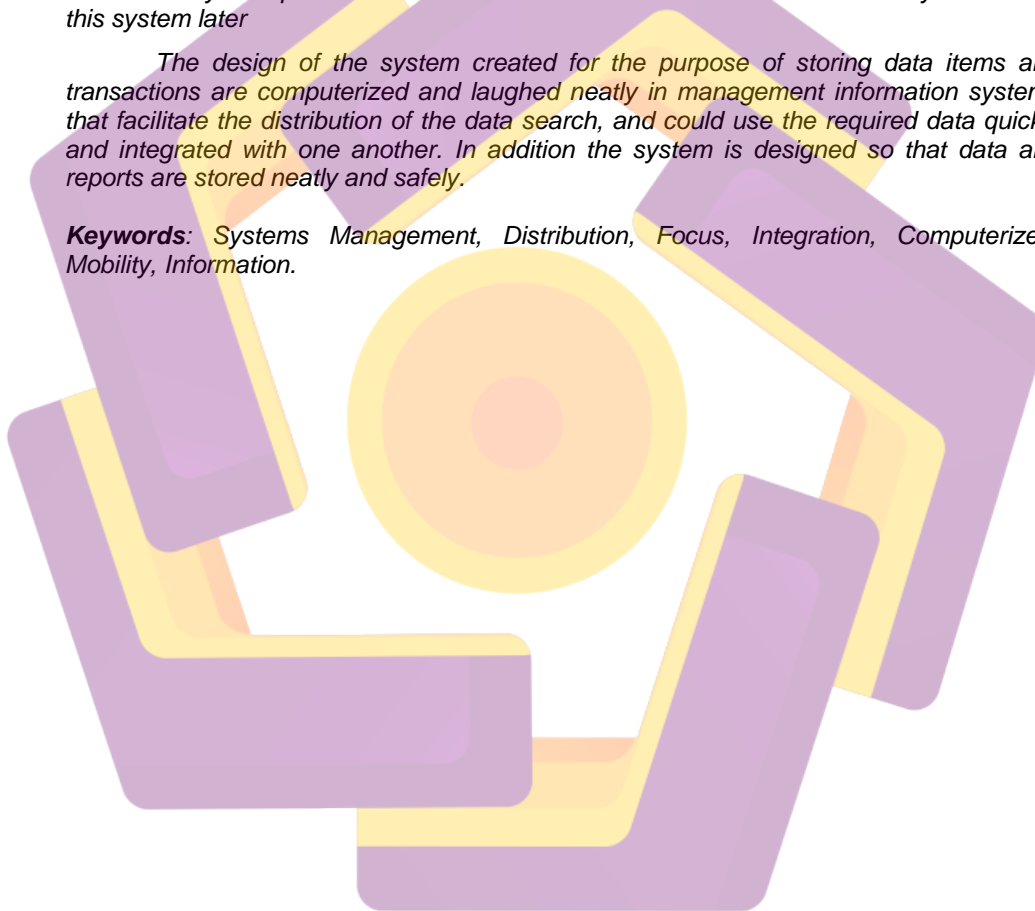 this system later
The design of the system created for the purpose of storing data items
transactions are computerized and laughed neatly in management information
that facilitate the distribution of the data search, and could use the required data
and integrated with one another. In addition the system is designed so that data
reports are stored neatly and safely.
Keywords: Systems Management, Distribution, Focus, Integration,
Mobility, Information.